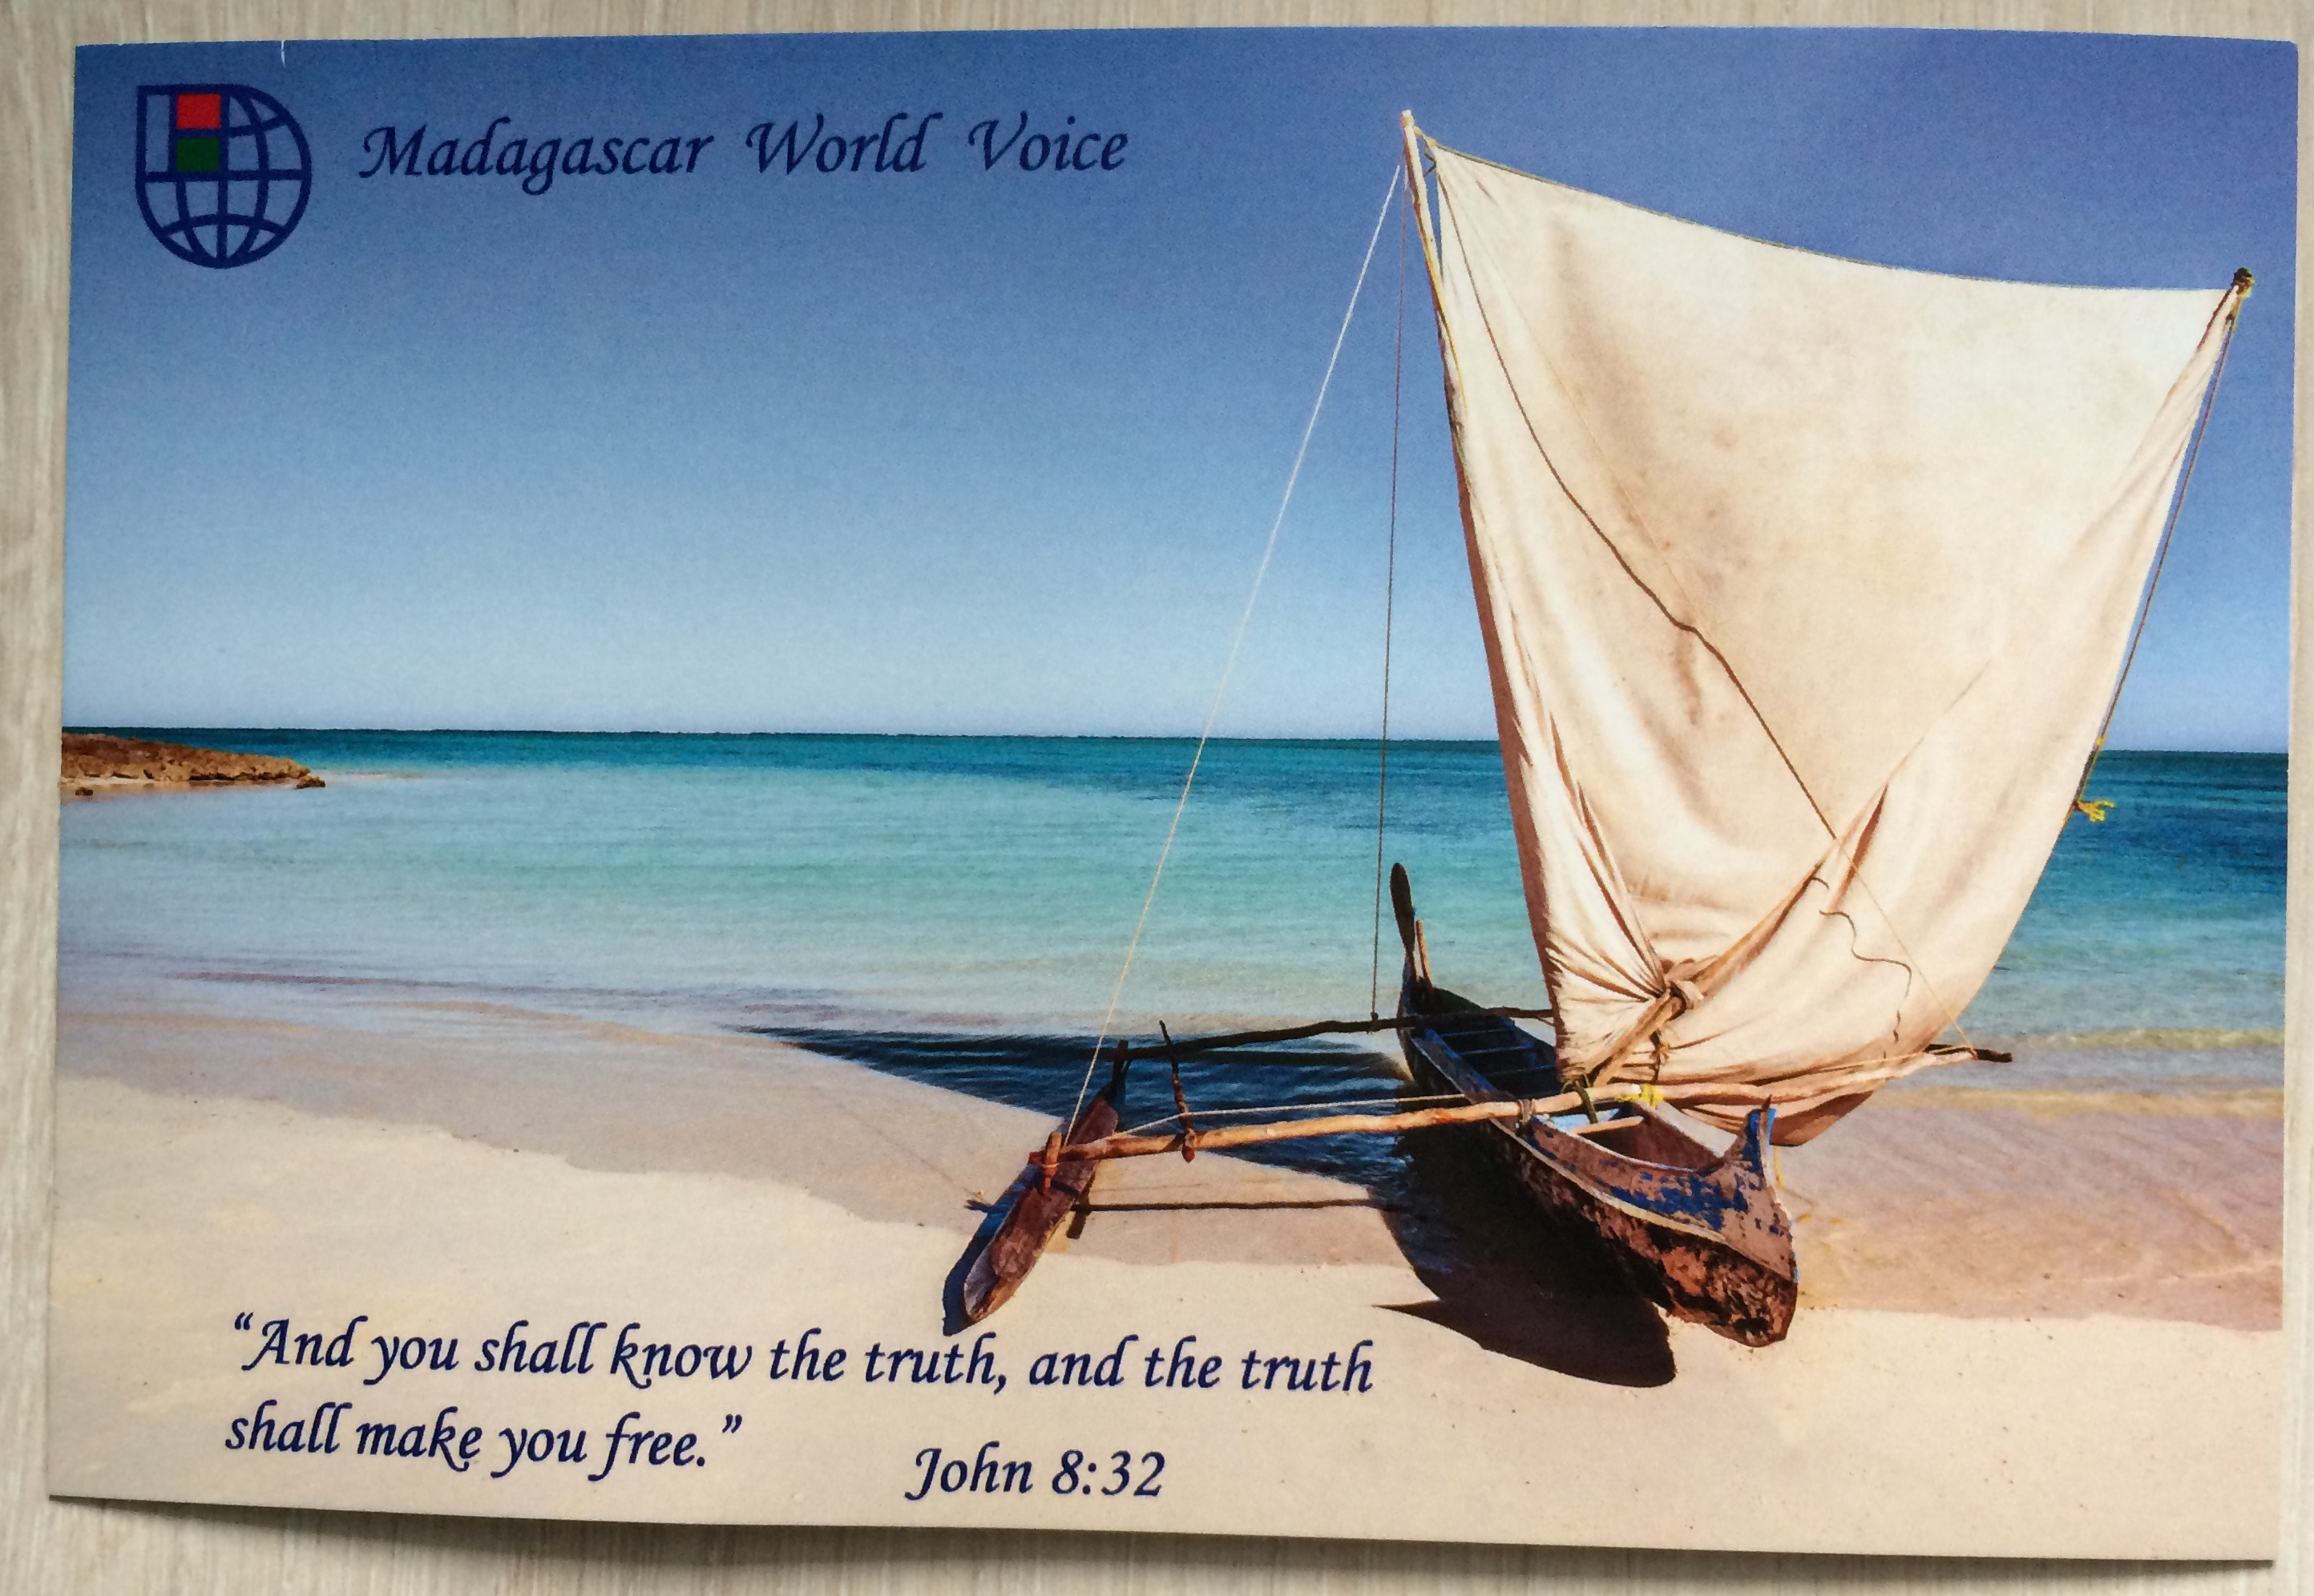 Madagascar World Voice
“And you shall know the truth, and the truth
shall make you free.”
John 8:32